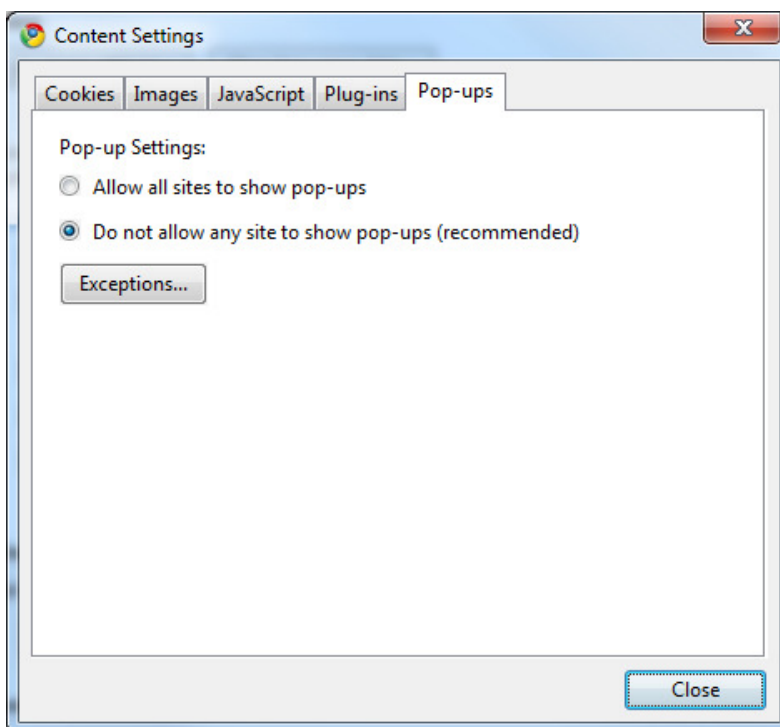 Content Settings
Cookies Images JavaScript Plug-ins Pop-ups
Pop-up Settings:
Allow all sites to show pop-ups
Do not allow any site to show pop-ups (recommended)
Exceptions...
Close